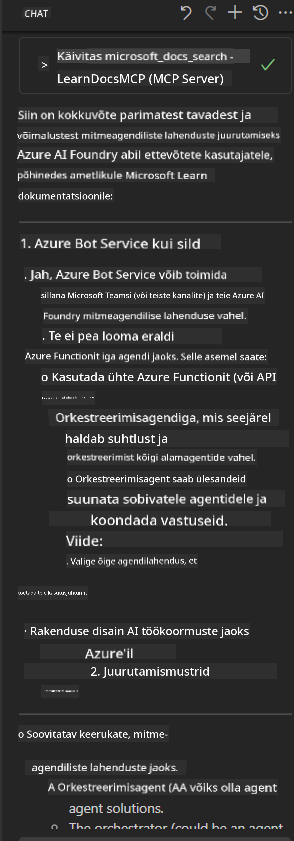 CHAT
> Käivitas microsoft_docs_search -
LearnDocsMCP (MCP Server)
Siin on kokkuvõte parimatest tavadest ja
võimalustest mitmeagendiliste lahenduste juurutamiseks
Azure AI Foundry abil ettevõtete kasutajatele,
põhinedes ametlikule Microsoft Learn
dokumentatsioonile:
1. Azure Bot Service kui sild
. Jah, Azure Bot Service võib toimida
sillana Microsoft Teamsi (või teiste kanalite) ja teie Azure AI
Foundry mitmeagendilise lahenduse vahel.
. Te ei pea looma eraldi
Azure Functionit iga agendi jaoks. Selle asemel saate:
o Kasutada ühte Azure Functionit (või API
Orkestreerimisagendiga, mis seejärel
haldab suhtlust ja
orkestreerimist kõigi alamagentide vahel.
o Orkestreerimisagent saab ülesandeid
suunata sobivatele agentidele ja
koondada vastuseid.
Viide:
. Valige õige agendilahendus, et
· Rakenduse disain AI töökoormuste jaoks
Azure'il
2. Juurutamismustrid
o Soovitatav keerukate, mitme-
agendiliste lahenduste jaoks.
A Orkestreerimisagent (AA võiks olla agent
agent solutions.
o The orchestrator (could be an agent